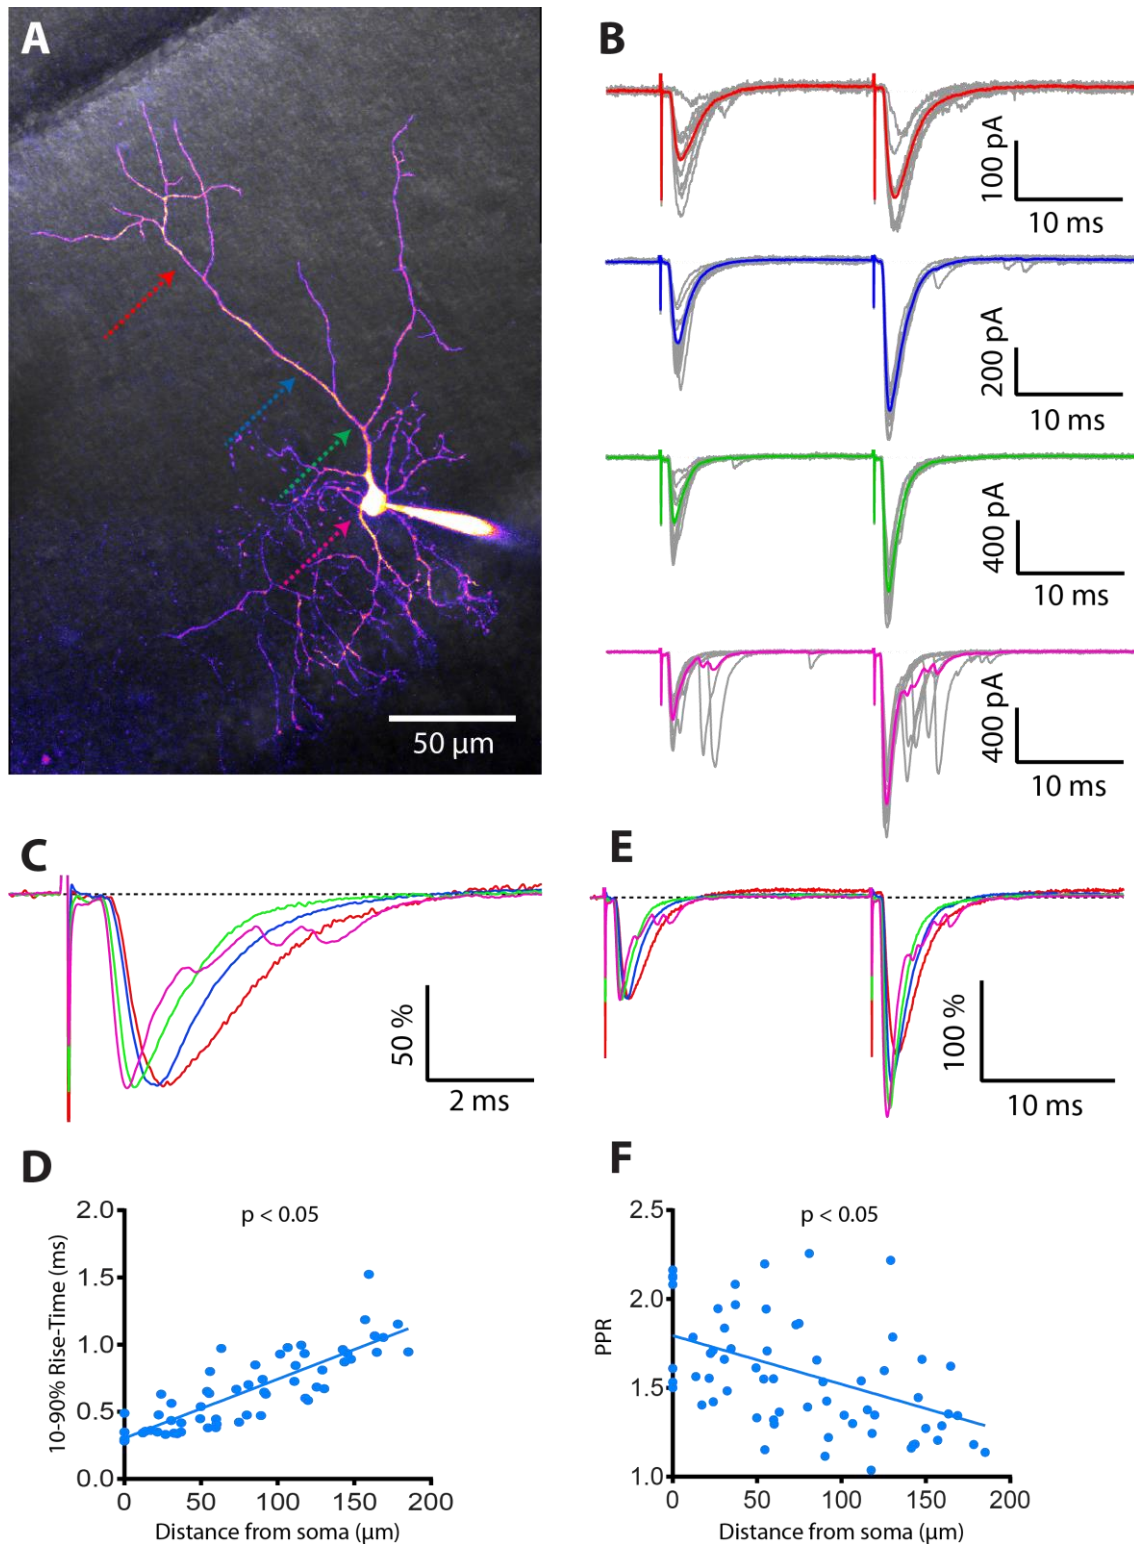 A
50 µm
B
100 pA
10 ms
200 pA
10 ms
400 pA
10 ms
400 pA
10 ms
C
50 %
2 ms
E
100 %
10 ms
D
p < 0.05
10-90% Rise-Time (ms)
2.0
1.5
1.0
0.5
0.0
0 50 100 150 200
Distance from soma (µm)
F
p < 0.05
PPR
2.5
2.0
1.5
1.0
0 50 100 150 200
Distance from soma (µm)